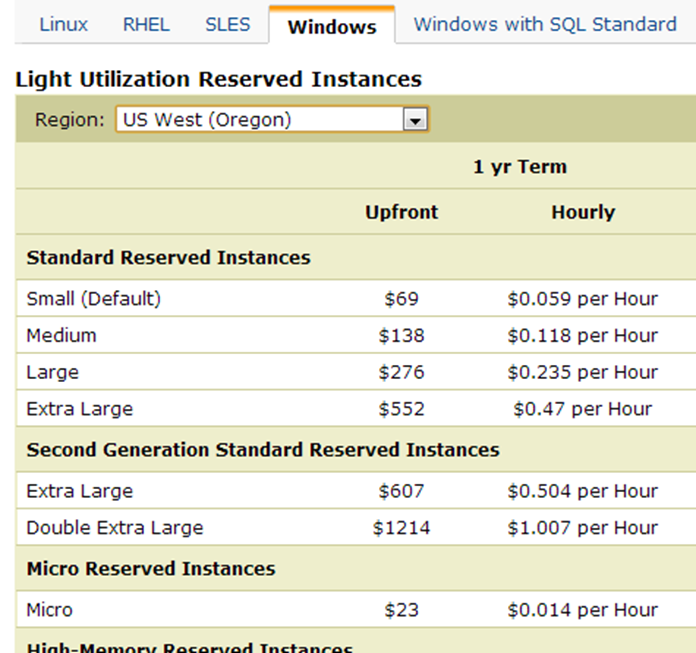 Linux RHEL SLES Windows Windows with SQL Standard
Light Utilization Reserved Instances
Region: US West (Oregon)
1 yr Term
Upfront Hourly
Standard Reserved Instances
Small (Default) $69 $0.059 per Hour
Medium $138 $0.118 per Hour
Large $276 $0.235 per Hour
Extra Large $552 $0.47 per Hour
Second Generation Standard Reserved Instances
Extra Large $607 $0.504 per Hour
Double Extra Large $1214 $1.007 per Hour
Micro Reserved Instances
Micro $23 $0.014 per Hour
High-Memory Reserved Instances